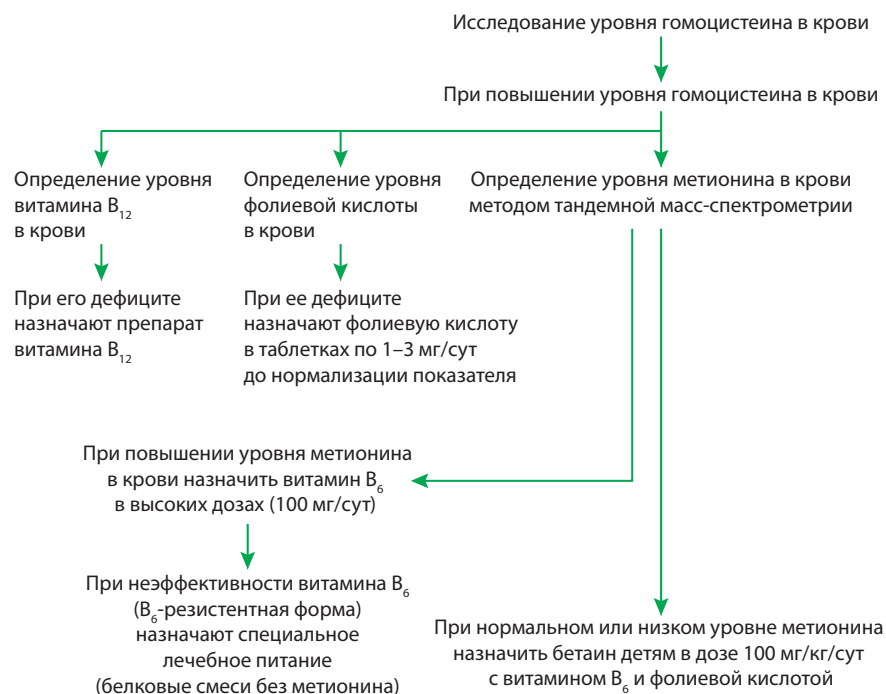 Исследование уровня гомоцистеина в крови
При повышении уровня гомоцистеина в крови
Определение уровня
витамина B₁₂
в крови
Определение уровня
фолиевой кислоты
в крови
Определение уровня метионина в крови
методом тандемной масс-спектрометрии
При его дефиците
назначают препарат
витамина B₁₂
При ее дефиците
назначают фолиевую кислоту
в таблетках по 1–3 мг/сут
до нормализации показателя
При повышении уровня метионина
в крови назначить витамин B₆
в высоких дозах (100 мг/сут)
При неэффективности витамина B₆
(B₆-резистентная форма)
назначают специальное
лечебное питание
(белковые смеси без метионина)
При нормальном или низком уровне метионина
назначить бетаин детям в дозе 100 мг/кг/сут
с витамином B₆ и фолиевой кислотой